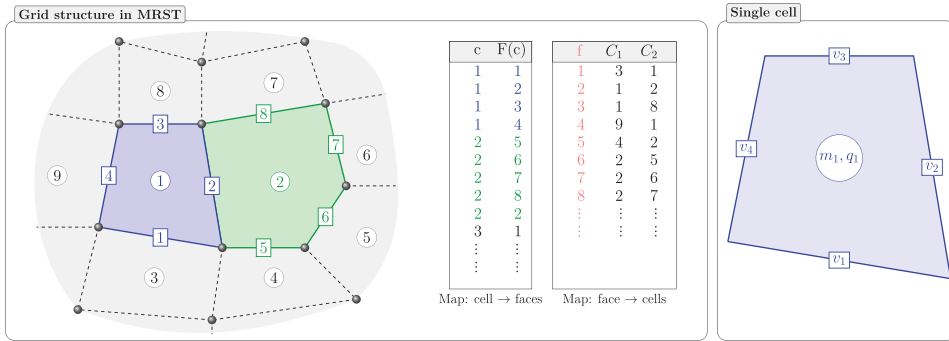 Grid structure in MRST
7
8
8
3
7
9
4
1
2
2
6
6
1
5
5
3
4
c F(c)
1 1
1 2
1 3
1 4
2 5
2 6
2 7
2 8
2 2
3 1
⋮ ⋮
⋮ ⋮
Map: cell → faces
f C₁ C₂
1 3 1
2 1 2
3 1 8
4 9 1
5 4 2
6 2 5
7 2 6
8 2 7
⋮ ⋮ ⋮
⋮ ⋮ ⋮
Map: face → cells
Single cell
v₃
v₄
m₁, q₁
v₂
v₁